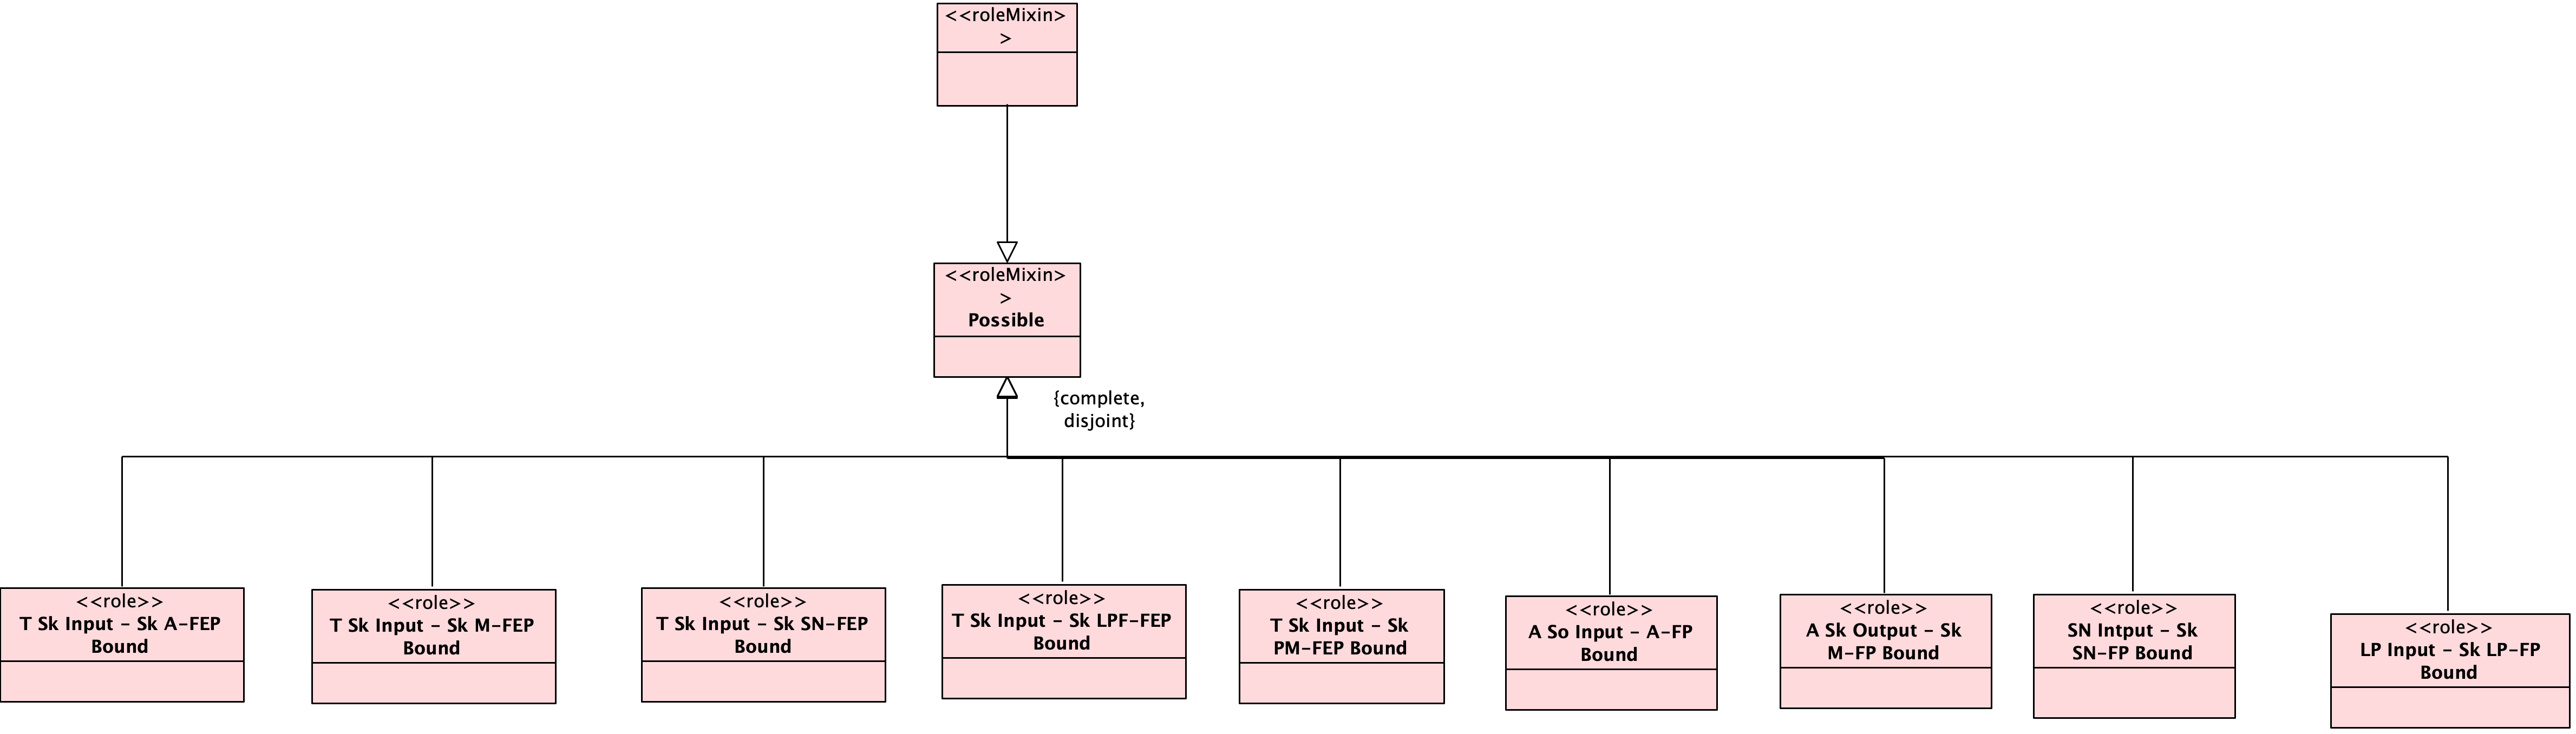 <<roleMixin>
>
<<roleMixin>
>
Possible
{complete,
disjoint}
<<role>>
T Sk Input – Sk A-FEP
Bound
<<role>>
T Sk Input – Sk M-FEP
Bound
<<role>>
T Sk Input – Sk SN-FEP
Bound
<<role>>
T Sk Input – Sk LPF-FEP
Bound
<<role>>
T Sk Input – Sk
PM-FEP Bound
<<role>>
A So Input – A-FP
Bound
<<role>>
A Sk Output – Sk
M-FP Bound
<<role>>
SN Intput – Sk
SN-FP Bound
<<role>>
LP Input – Sk LP-FP
Bound